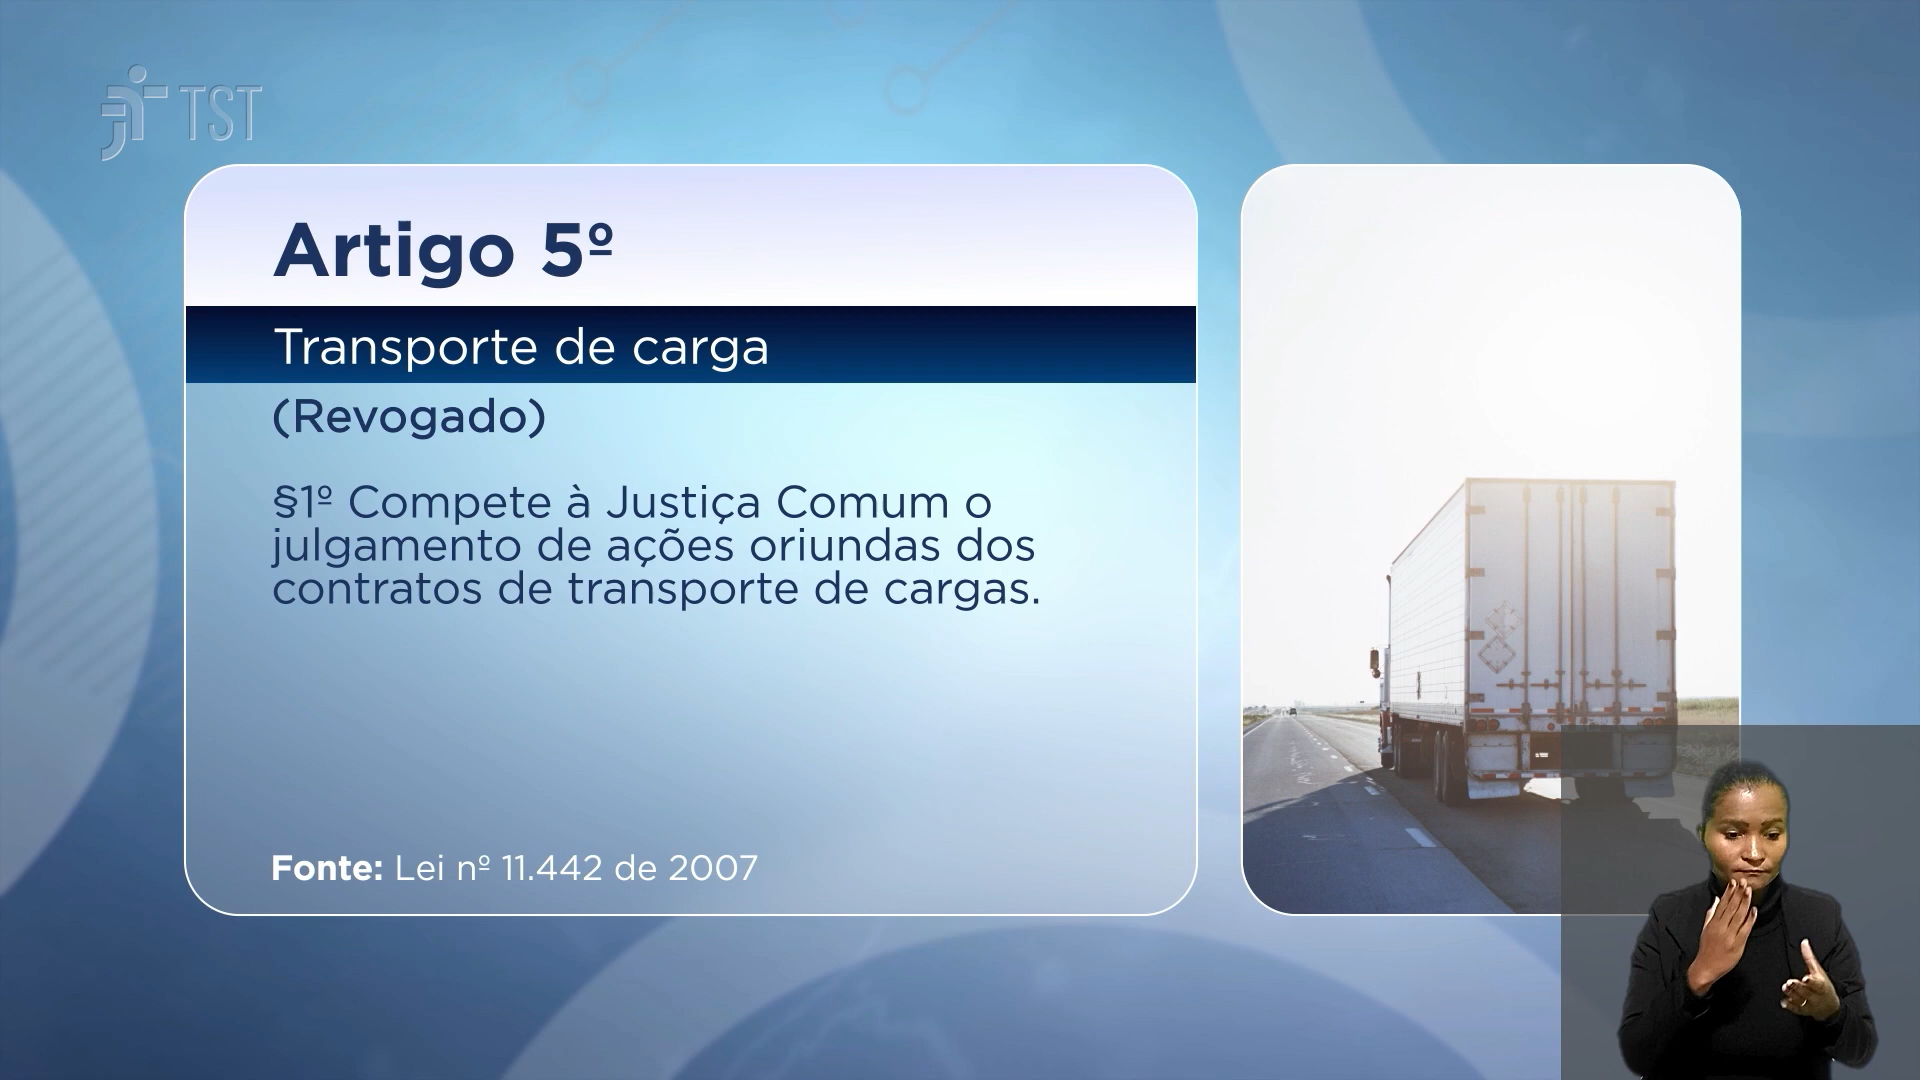 TST
Artigo 5º
Transporte de carga
(Revogado)
§1º Compete à Justiça Comum o
julgamento de ações oriundas dos
contratos de transporte de cargas.
Fonte: Lei nº 11.442 de 2007